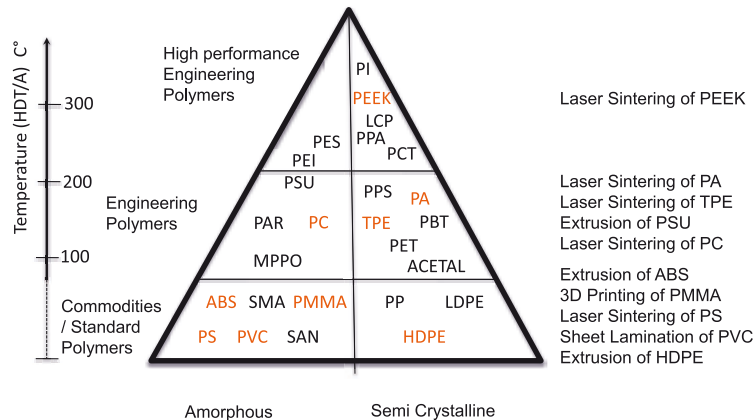 Temperature (HDT/A) C°
300
200
100
High performance
Engineering
Polymers
Engineering
Polymers
Commodities
/ Standard
Polymers
PI
PEEK
LCP
PES PPA
PEI PCT
PSU
PPS PA
PAR PC TPE PBT
PET
MPPO ACETAL
ABS SMA PMMA PP LDPE
PS PVC SAN HDPE
Amorphous Semi Crystalline
Laser Sintering of PEEK
Laser Sintering of PA
Laser Sintering of TPE
Extrusion of PSU
Laser Sintering of PC
Extrusion of ABS
3D Printing of PMMA
Laser Sintering of PS
Sheet Lamination of PVC
Extrusion of HDPE